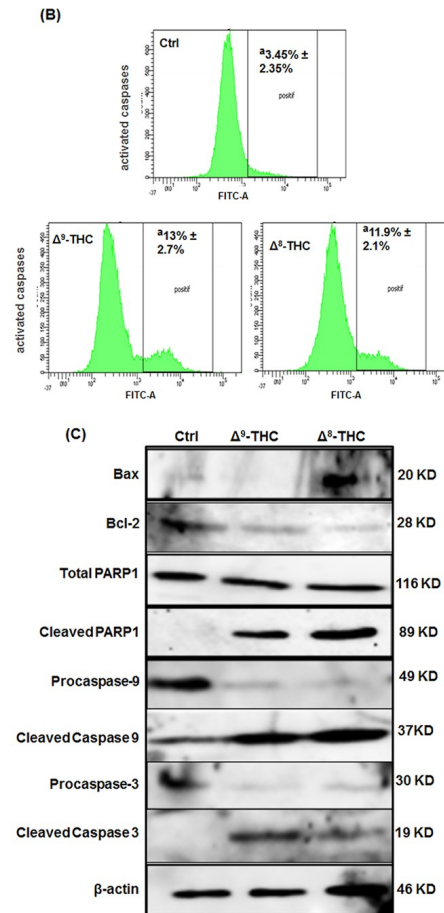 (B)
Ctrl
a3.45% ±
2.35%
positif
activated caspases
FITC-A
Δ9-THC
a13% ±
2.7%
positif
activated caspases
FITC-A
Δ8-THC
a11.9% ±
2.1%
positif
FITC-A
(C)
Ctrl Δ9-THC Δ8-THC
Bax 20 KD
Bcl-2 28 KD
Total PARP1 116 KD
Cleaved PARP1 89 KD
Procaspase-9 49 KD
Cleaved Caspase 9 37KD
Procaspase-3 30 KD
Cleaved Caspase 3 19 KD
β-actin 46 KD